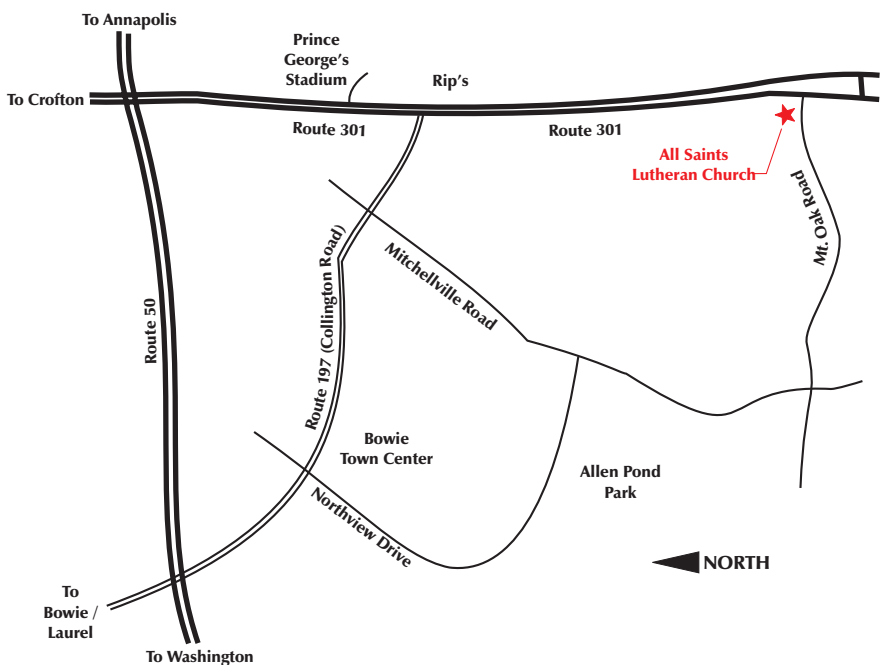 To Annapolis
Prince
George's
Stadium
Rip's
To Crofton
Route 301
Route 301
All Saints
Lutheran Church
Mt. Oak Road
Mitchellville Road
Route 50
Route 197 (Collington Road)
Bowie
Town Center
Allen Pond
Park
Northview Drive
NORTH
To
Bowie /
Laurel
To Washington